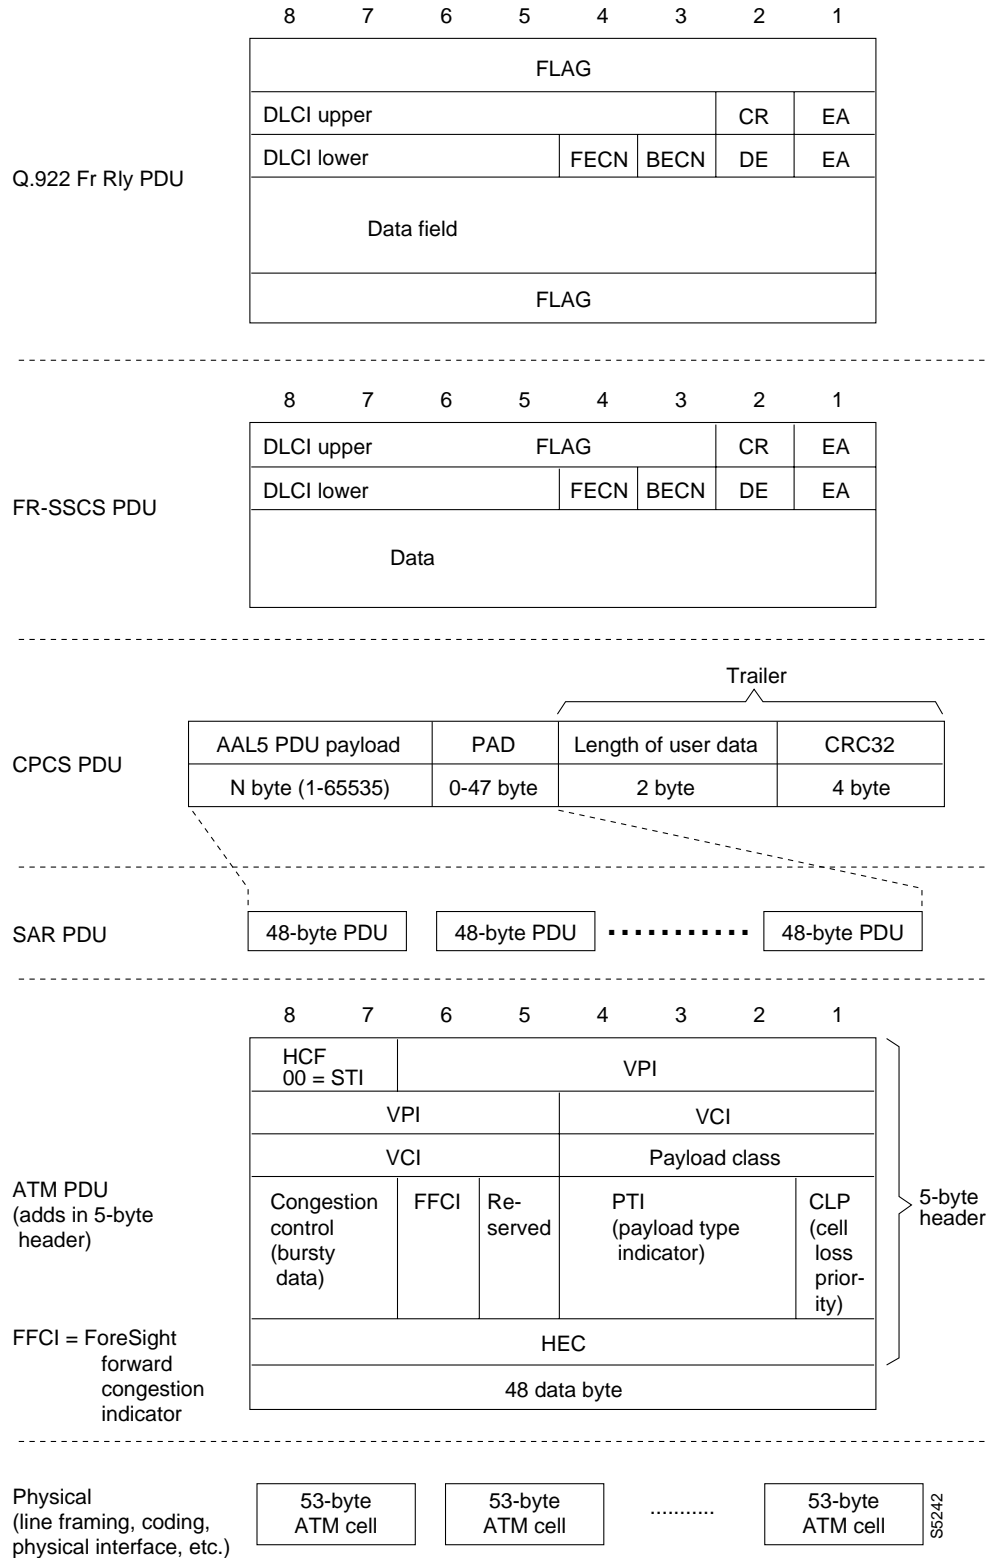 8 7 6 5 4 3 2 1
FLAG
DLCI upper CR EA
DLCI lower FECN BECN DE EA
Q.922 Fr Rly PDU
Data field
FLAG
8 7 6 5 4 3 2 1
DLCI upper FLAG CR EA
DLCI lower FECN BECN DE EA
FR-SSCS PDU
Data
Trailer
CPCS PDU
AAL5 PDU payload PAD Length of user data CRC32
N byte (1-65535) 0-47 byte 2 byte 4 byte
SAR PDU
48-byte PDU 48-byte PDU ........... 48-byte PDU
8 7 6 5 4 3 2 1
HCF
00 = STI
VPI
VPI VCI
VCI Payload class
ATM PDU
(adds in 5-byte
header)
Congestion
control
(bursty
data)
FFCI
Re-
served
PTI
(payload type
indicator)
CLP
(cell
loss
prior-
ity)
5-byte
header
FFCI = ForeSight
forward
congestion
indicator
HEC
48 data byte
Physical
(line framing, coding,
physical interface, etc.)
53-byte
ATM cell
53-byte
ATM cell
...........
53-byte
ATM cell
S5242